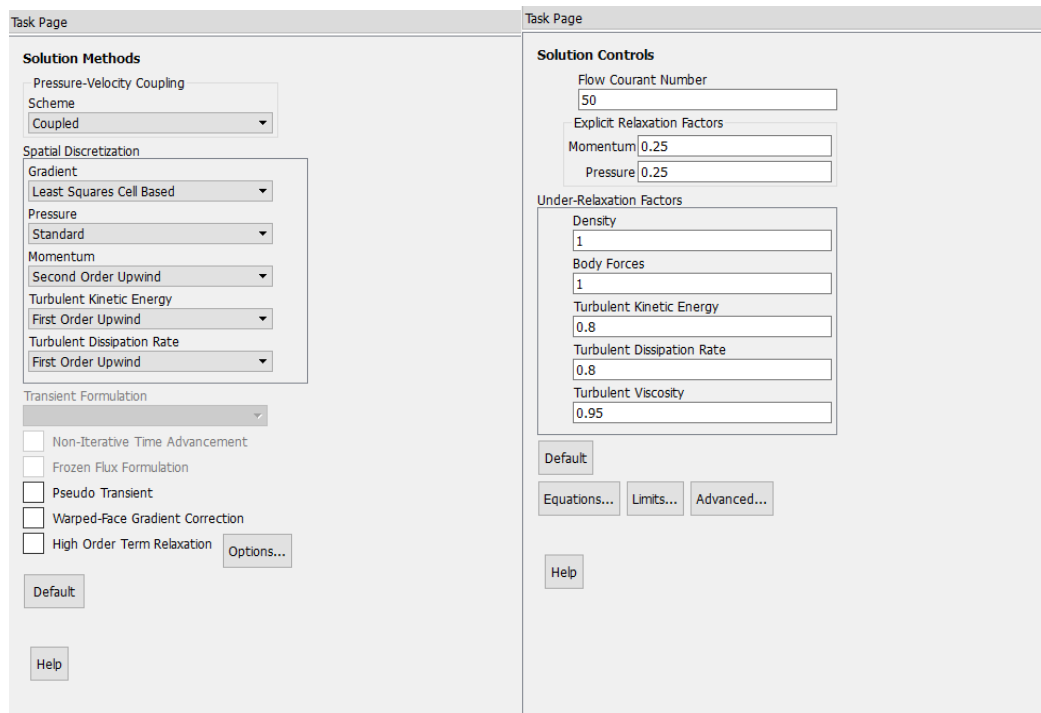 Task Page
Solution Methods
Pressure-Velocity Coupling
Scheme
Coupled
Spatial Discretization
Gradient
Least Squares Cell Based
Pressure
Standard
Momentum
Second Order Upwind
Turbulent Kinetic Energy
First Order Upwind
Turbulent Dissipation Rate
First Order Upwind
Transient Formulation
Non-Iterative Time Advancement
Frozen Flux Formulation
Pseudo Transient
Warped-Face Gradient Correction
High Order Term Relaxation Options...
Default
Help
Task Page
Solution Controls
Flow Courant Number
50
Explicit Relaxation Factors
Momentum 0.25
Pressure 0.25
Under-Relaxation Factors
Density
1
Body Forces
1
Turbulent Kinetic Energy
0.8
Turbulent Dissipation Rate
0.8
Turbulent Viscosity
0.95
Default
Equations... Limits... Advanced...
Help